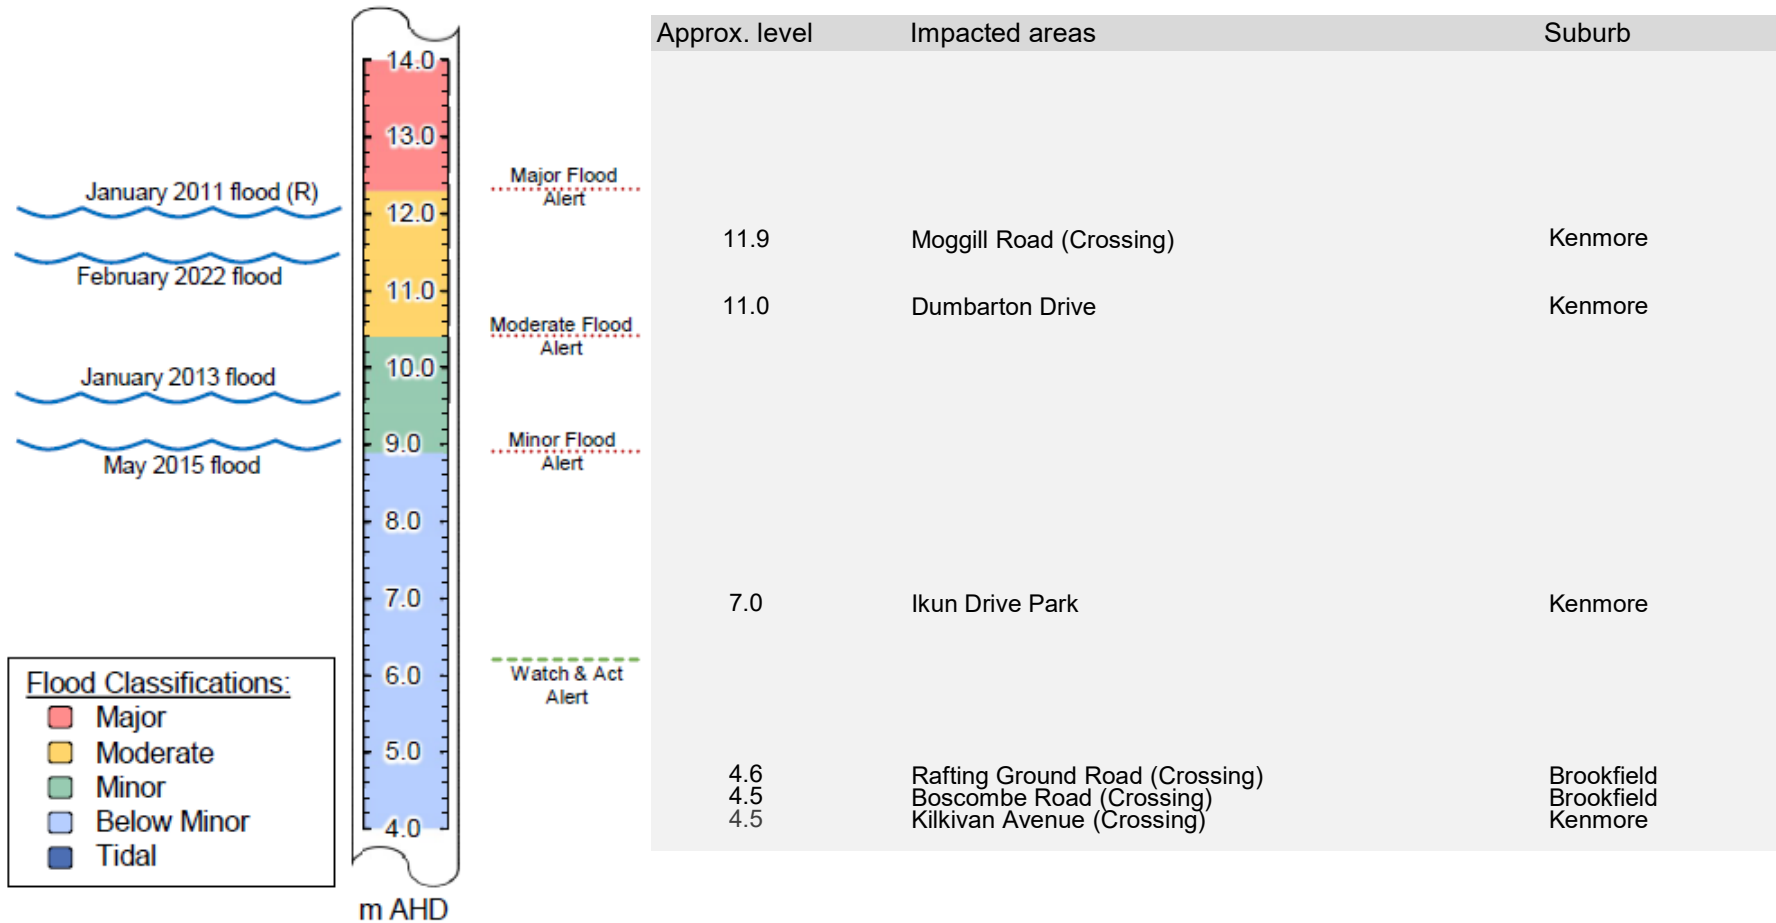 Approx. level Impacted areas Suburb
14.0
13.0
12.0
11.0
10.0
9.0
8.0
7.0
6.0
5.0
4.0
m AHD
January 2011 flood (R)
February 2022 flood
January 2013 flood
May 2015 flood
Major Flood
Alert
Moderate Flood
Alert
Minor Flood
Alert
Watch & Act
Alert
11.9 Moggill Road (Crossing) Kenmore
11.0 Dumbarton Drive Kenmore
7.0 Ikun Drive Park Kenmore
4.6 Rafting Ground Road (Crossing) Brookfield
4.5 Boscombe Road (Crossing) Brookfield
4.5 Kilkivan Avenue (Crossing) Kenmore
Flood Classifications:
Major
Moderate
Minor
Below Minor
Tidal